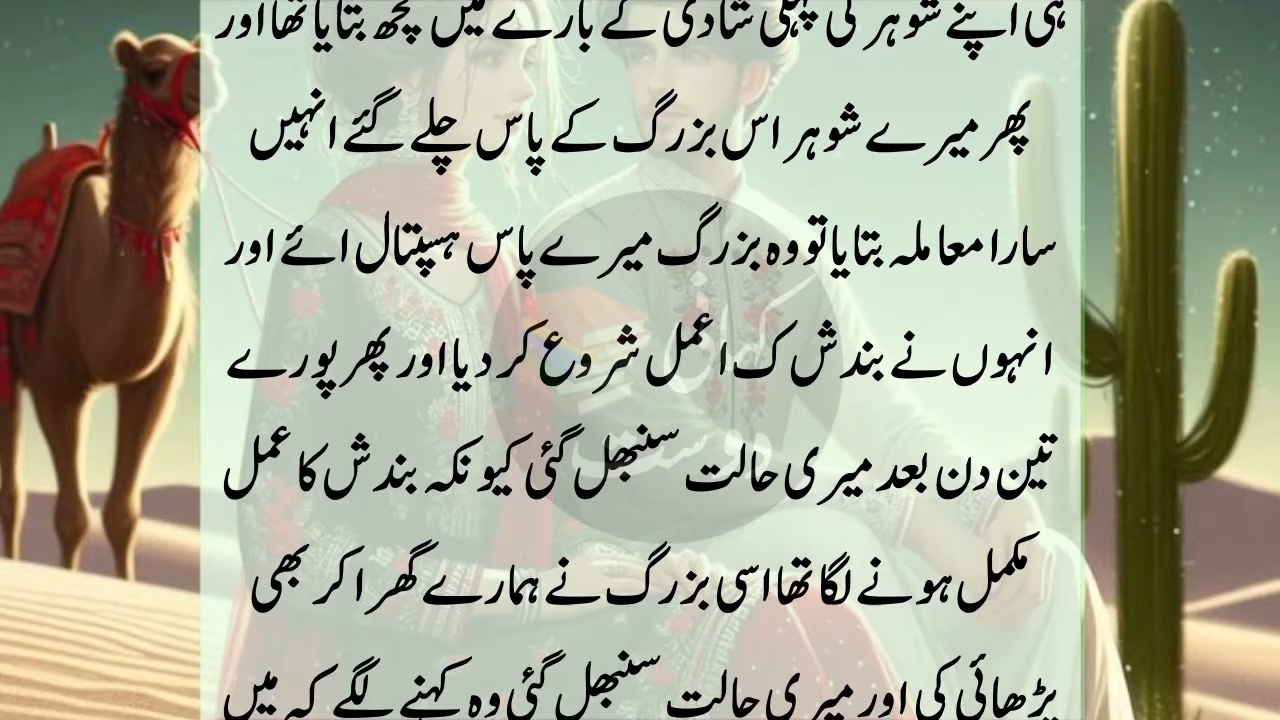 ہی اپنے شوہر کی پہلی شادی کے بارے میں کچھ بتایا تھا اور
پھر میرے شوہر اس بزرگ کے پاس چلے گئے انہیں
سارا معاملہ بتایا تو وہ بزرگ میرے پاس ہسپتال ائے اور
انہوں نے بندش ک ا عمل شروع کر دیا اور پھر پورے
تین دن بعد میری حالت سنبھل گئی کیونکہ بندش کا عمل
مکمل ہونے لگا تھا اسی بزرگ نے ہمارے گھر اکر بھی
پڑھائی کی اور میری حالت سنبھل گئی وہ کہنے لگے کہ میں